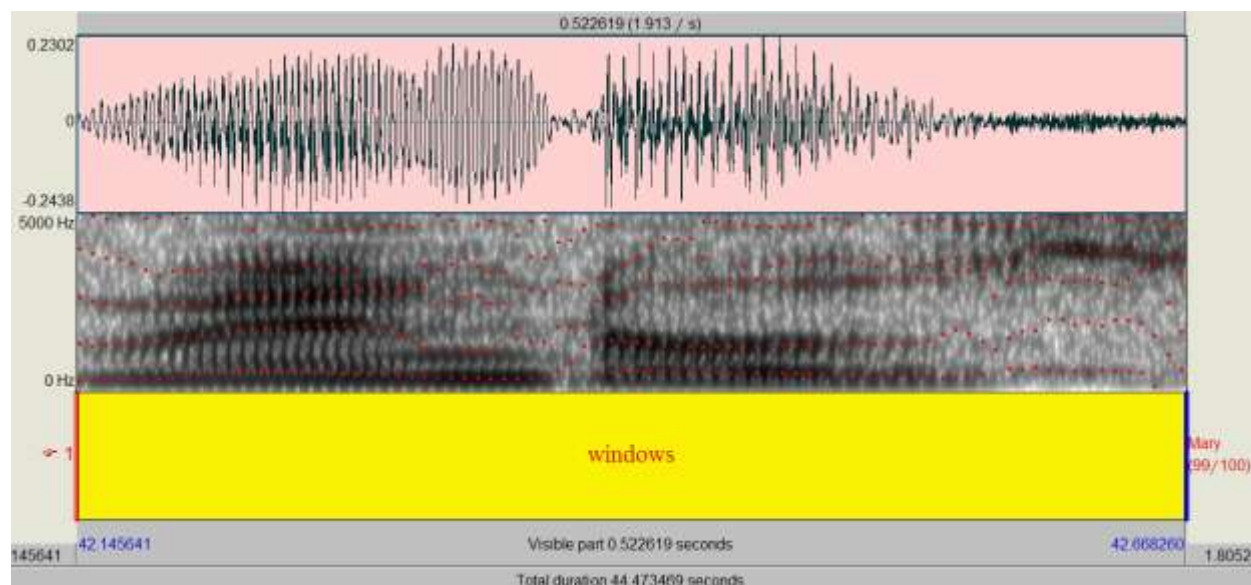 0.522619 (1.913 / s)
0.2302
0
-0.2438
5000 Hz
0 Hz
1
windows
Mary
(99/100)
42.145641
Visible part 0.522619 seconds
42.668260
145641
1.8052
Total duration 44.473469 seconds